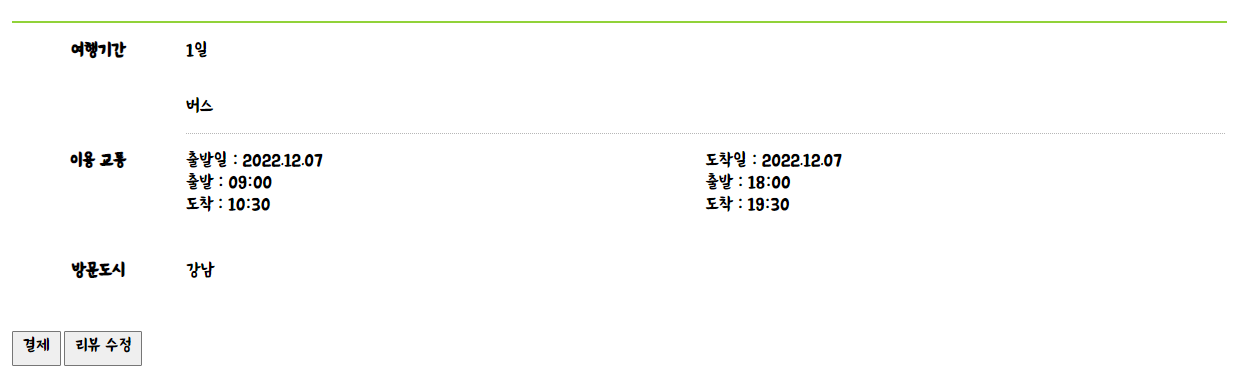 여행기간 1일
버스
이용 교통
출발일 : 2022.12.07 도착일 : 2022.12.07
출발 : 09:00 출발 : 18:00
도착 : 10:30 도착 : 19:30
방문도시 강남
결제 리뷰 수정